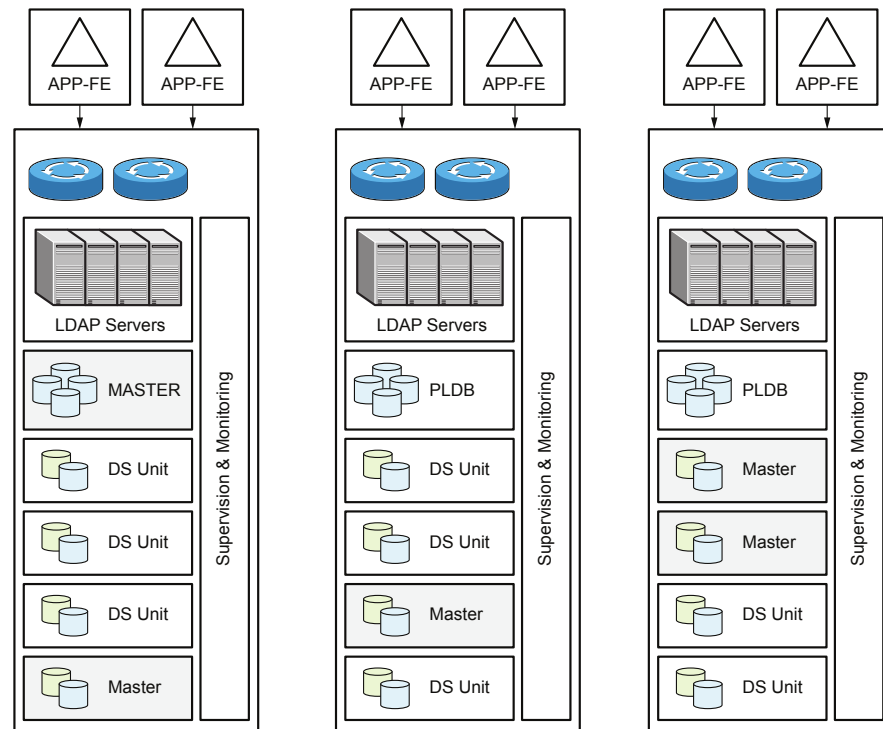 APP-FE
APP-FE
LDAP Servers
MASTER
DS Unit
DS Unit
DS Unit
Master
Supervision & Monitoring
APP-FE
APP-FE
LDAP Servers
PLDB
DS Unit
DS Unit
Master
DS Unit
Supervision & Monitoring
APP-FE
APP-FE
LDAP Servers
PLDB
Master
Master
DS Unit
DS Unit
Supervision & Monitoring